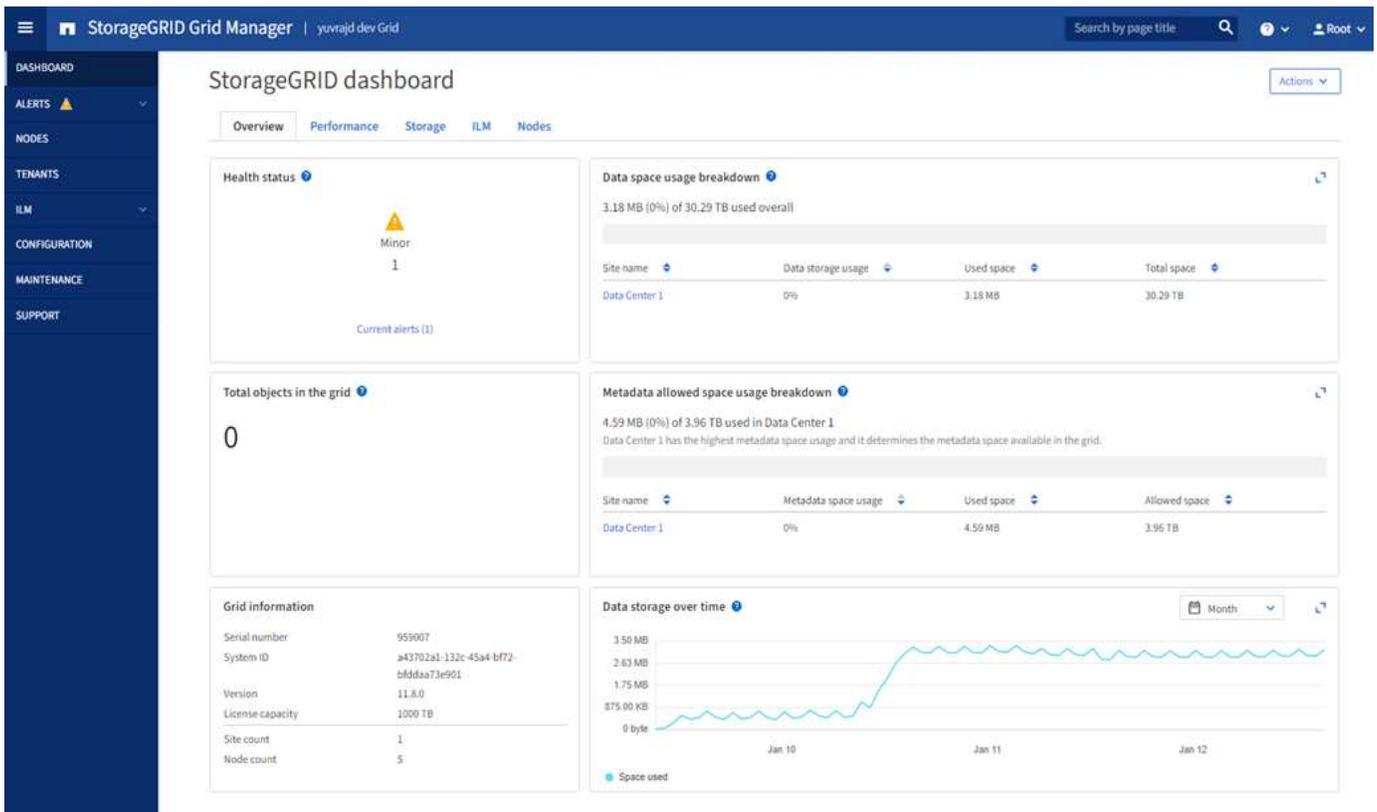 StorageGRID Grid Manager | yuvrajd dev Grid
Search by page title
Root
DASHBOARD
ALERTS
NODES
TENANTS
ILM
CONFIGURATION
MAINTENANCE
SUPPORT
StorageGRID dashboard
Actions
Overview Performance Storage ILM Nodes
Health status
Minor
1
Current alerts (1)
Data space usage breakdown
3.18 MB (0%) of 30.29 TB used overall
Site name Data storage usage Used space Total space
Data Center 1 0% 3.18 MB 30.29 TB
Total objects in the grid
0
Metadata allowed space usage breakdown
4.59 MB (0%) of 3.96 TB used in Data Center 1
Data Center 1 has the highest metadata space usage and it determines the metadata space available in the grid.
Site name Metadata space usage Used space Allowed space
Data Center 1 0% 4.59 MB 3.96 TB
Grid information
Serial number 959007
System ID a43702a1-132c-45a4-bf72-
bfddaa73e901
Version 11.8.0
License capacity 1000 TB
Site count 1
Node count 5
Data storage over time
Month
3.50 MB
2.63 MB
1.75 MB
875.00 KB
0 byte
Jan 10 Jan 11 Jan 12
Space used